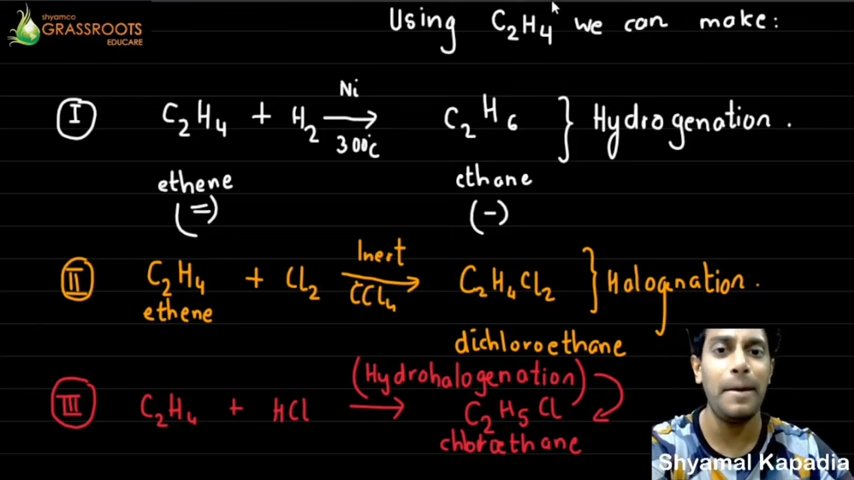 shyamco
GRASSROOTS
EDUCARE
Using C2H4 we can make:
I C2H4 + H2 Ni 300°C → C2H6 } Hydrogenation.
ethene ethane
(=) (-)
II C2H4 + Cl2 Inert CCl4 → C2H4Cl2 } Halogenation.
ethene
dichloroethane
(Hydrohalogenation)
III C2H4 + HCl → C2H5Cl
chloroethane
Shyamal Kapadia